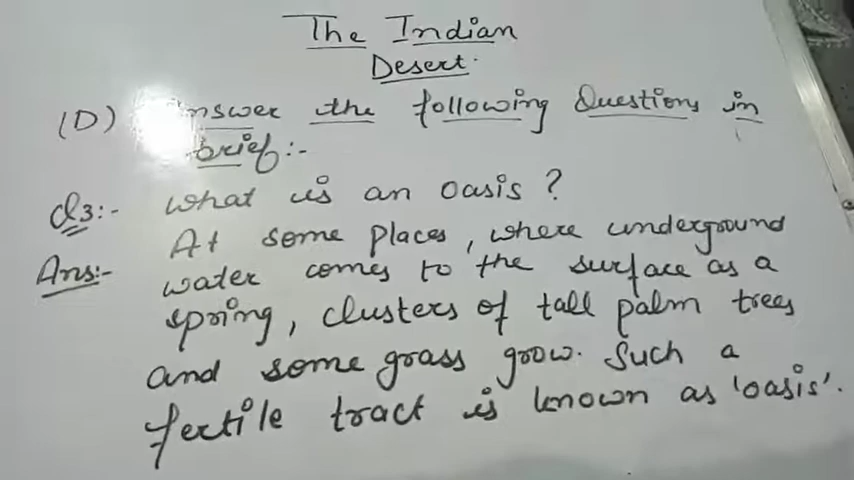 The Indian
Desert.
(D) Answer the following Questions in
brief:-
Q3:- What is an oasis ?
Ans:- At some places, where underground
water comes to the surface as a
spring, clusters of tall palm trees
and some grass grow. Such a
fertile tract is known as 'oasis'.